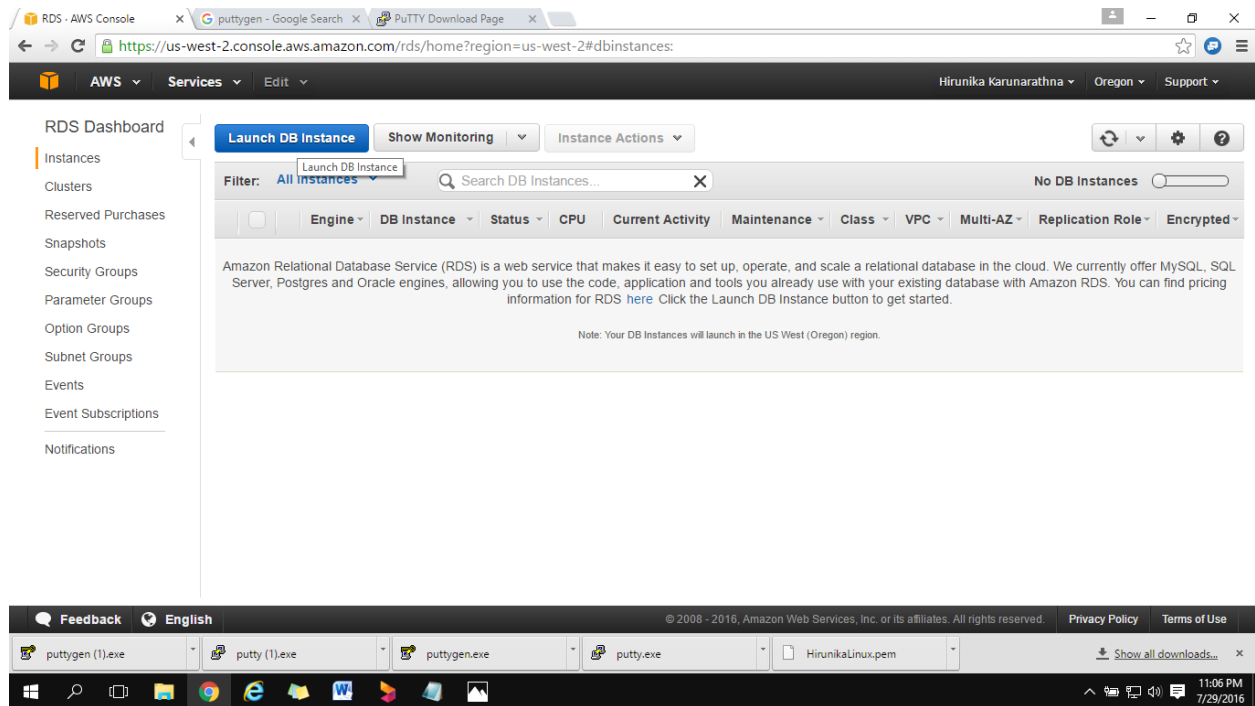 RDS · AWS Console
puttygen - Google Search
PuTTY Download Page
https://us-west-2.console.aws.amazon.com/rds/home?region=us-west-2#dbinstances:
AWS Services Edit Hirunika Karunarathna Oregon Support
RDS Dashboard
Instances
Clusters
Reserved Purchases
Snapshots
Security Groups
Parameter Groups
Option Groups
Subnet Groups
Events
Event Subscriptions
Notifications
Launch DB Instance Show Monitoring Instance Actions
Launch DB Instance
Filter: All Instances Search DB Instances... No DB Instances
Engine DB Instance Status CPU Current Activity Maintenance Class VPC Multi-AZ Replication Role Encrypted
Amazon Relational Database Service (RDS) is a web service that makes it easy to set up, operate, and scale a relational database in the cloud. We currently offer MySQL, SQL
Server, Postgres and Oracle engines, allowing you to use the code, application and tools you already use with your existing database with Amazon RDS. You can find pricing
information for RDS here Click the Launch DB Instance button to get started.
Note: Your DB Instances will launch in the US West (Oregon) region.
Feedback English © 2008 - 2016, Amazon Web Services, Inc. or its affiliates. All rights reserved. Privacy Policy Terms of Use
puttygen (1).exe putty (1).exe puttygen.exe putty.exe HirunikaLinux.pem Show all downloads...
11:06 PM
7/29/2016